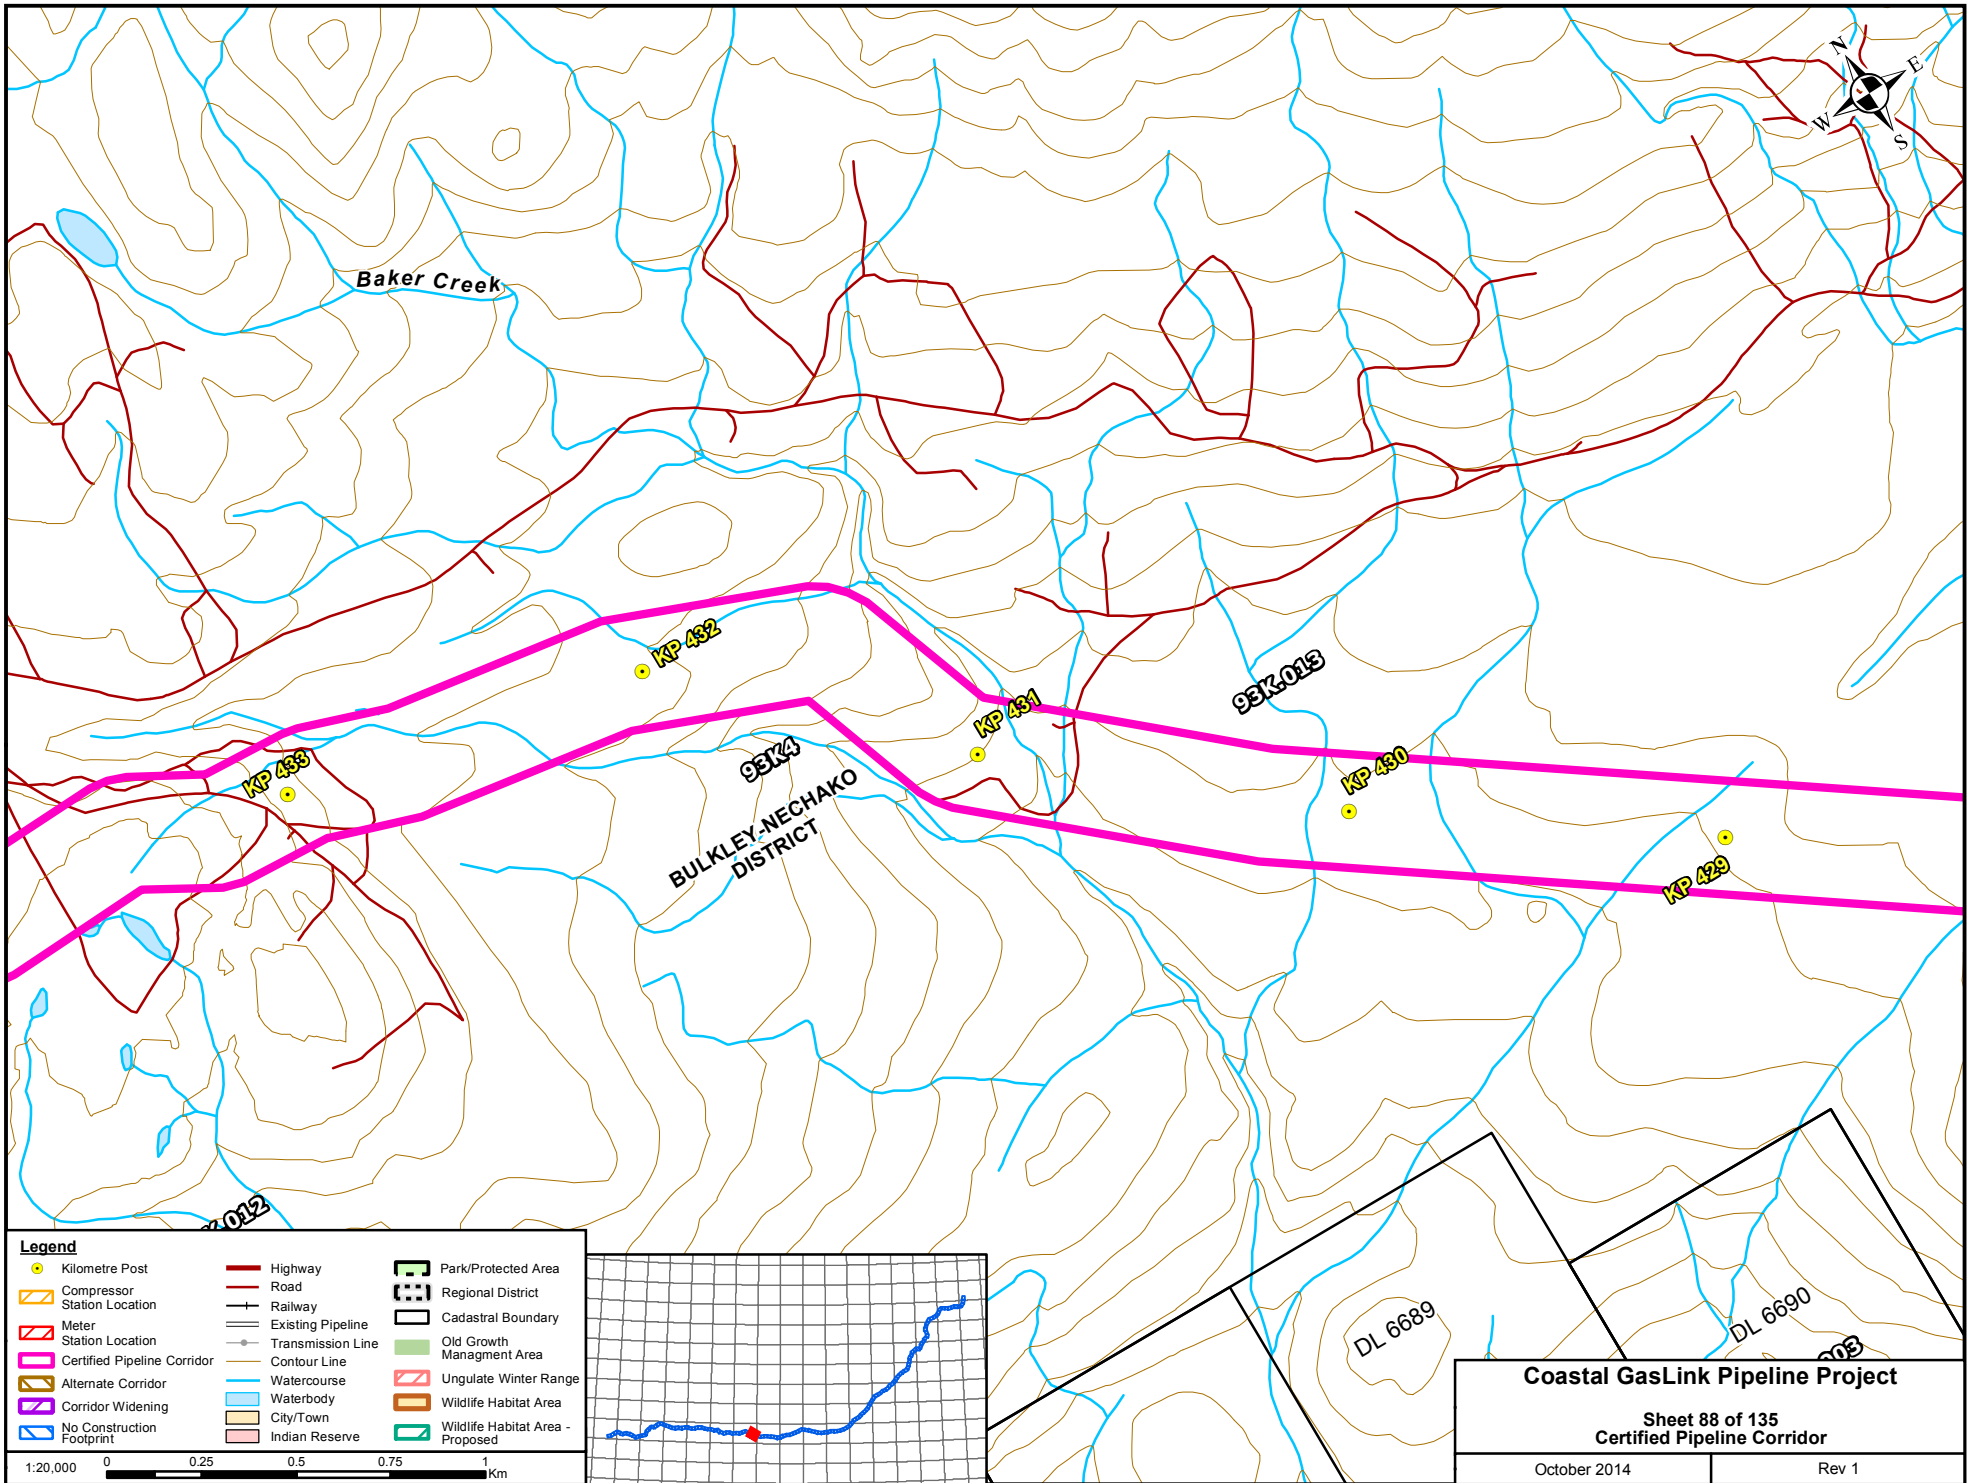 N
E
W
S
Baker Creek
KP 432
93K.013
KP 431
93K4
KP 433
KP 430
BULKLEY-NECHAKO
DISTRICT
KP 429
K.012
DL 6689
DL 6690
003
Legend
Kilometre Post
Compressor
Station Location
Meter
Station Location
Certified Pipeline Corridor
Alternate Corridor
Corridor Widening
No Construction
Footprint
Highway
Road
Railway
Existing Pipeline
Transmission Line
Contour Line
Watercourse
Waterbody
City/Town
Indian Reserve
Park/Protected Area
Regional District
Cadastral Boundary
Old Growth
Managment Area
Ungulate Winter Range
Wildlife Habitat Area
Wildlife Habitat Area -
Proposed
1:20,000
0 0.25 0.5 0.75 1
Km
Coastal GasLink Pipeline Project
Sheet 88 of 135
Certified Pipeline Corridor
October 2014
Rev 1